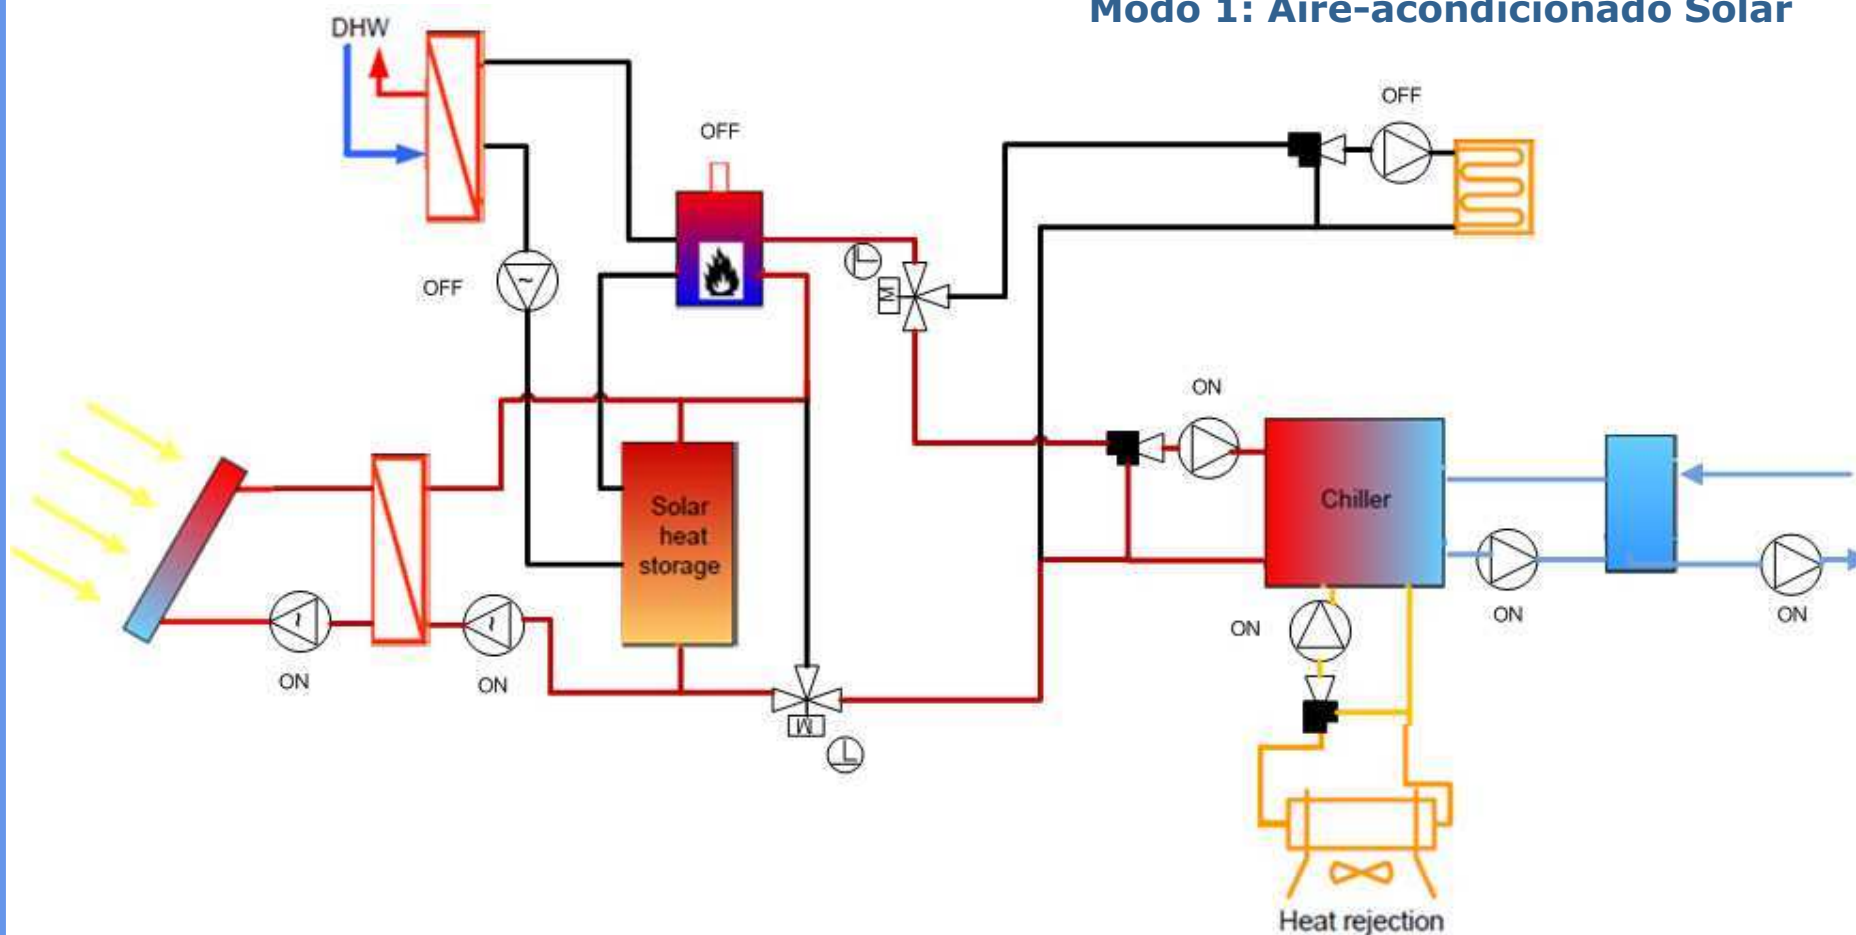 Modo 1: Aire-acondicionado Solar
DHW
OFF
OFF
OFF
M
ON
Chiller
Solar
heat
storage
ON
ON
ON
ON
ON
M
Heat rejection